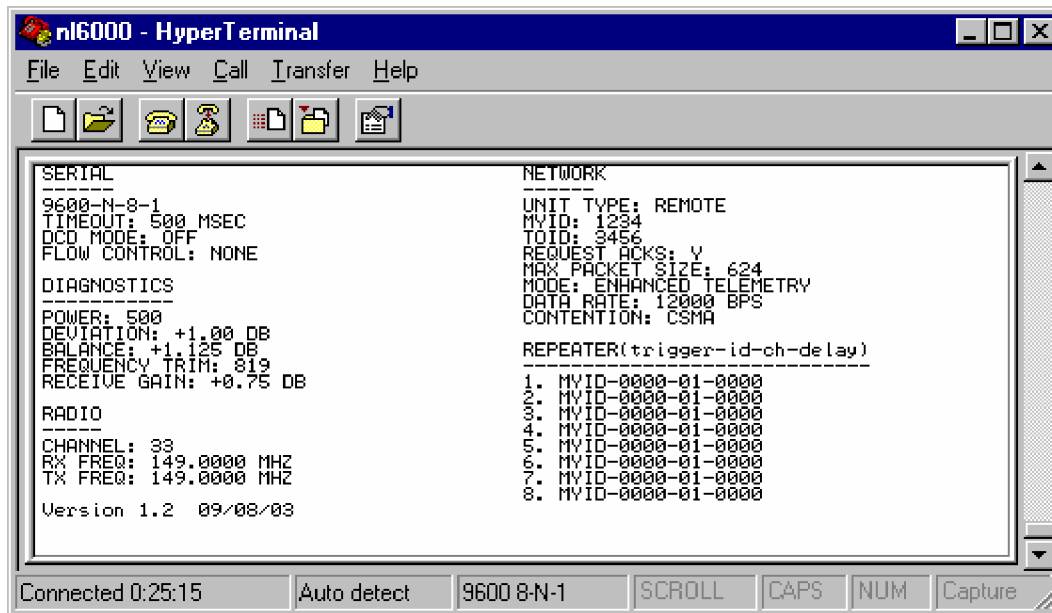 nl6000 - HyperTerminal
File Edit View Call Transfer Help
SERIAL
------
9600-N-8-1
TIMEOUT: 500 MSEC
DCD MODE: OFF
FLOW CONTROL: NONE
DIAGNOSTICS
-----------
POWER: 500
DEVIATION: +1.00 DB
BALANCE: +1.125 DB
FREQUENCY TRIM: 819
RECEIVE GAIN: +0.75 DB
RADIO
-----
CHANNEL: 33
RX FREQ: 149.0000 MHZ
TX FREQ: 149.0000 MHZ
Version 1.2 09/08/03
NETWORK
------
UNIT TYPE: REMOTE
MYID: 1234
TOID: 3456
REQUEST ACKS: Y
MAX PACKET SIZE: 624
MODE: ENHANCED TELEMETRY
DATA RATE: 12000 BPS
CONTENTION: CSMA
REPEATER(trigger-id-ch-delay)
------------------------------
1. MYID-0000-01-0000
2. MYID-0000-01-0000
3. MYID-0000-01-0000
4. MYID-0000-01-0000
5. MYID-0000-01-0000
6. MYID-0000-01-0000
7. MYID-0000-01-0000
8. MYID-0000-01-0000
Connected 0:25:15 Auto detect 9600 8-N-1 SCROLL CAPS NUM Capture